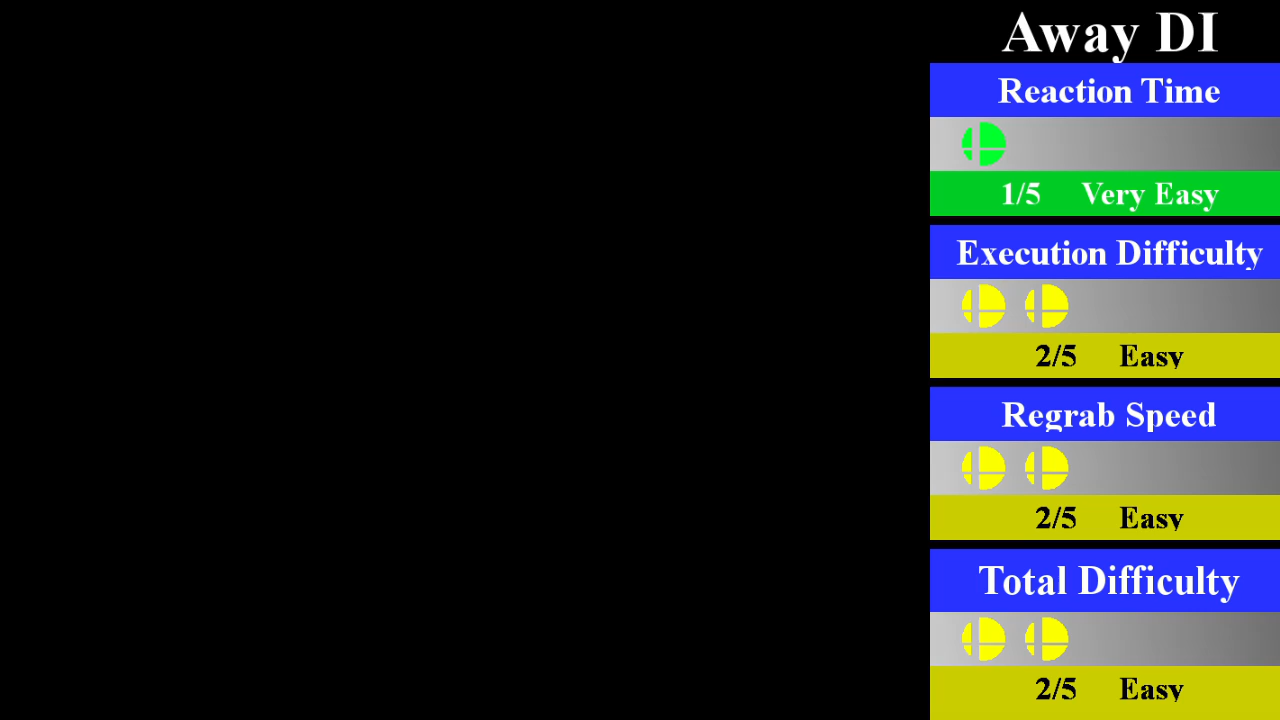 Away DI
Reaction Time
1/5 Very Easy
Execution Difficulty
2/5 Easy
Regrab Speed
2/5 Easy
Total Difficulty
2/5 Easy